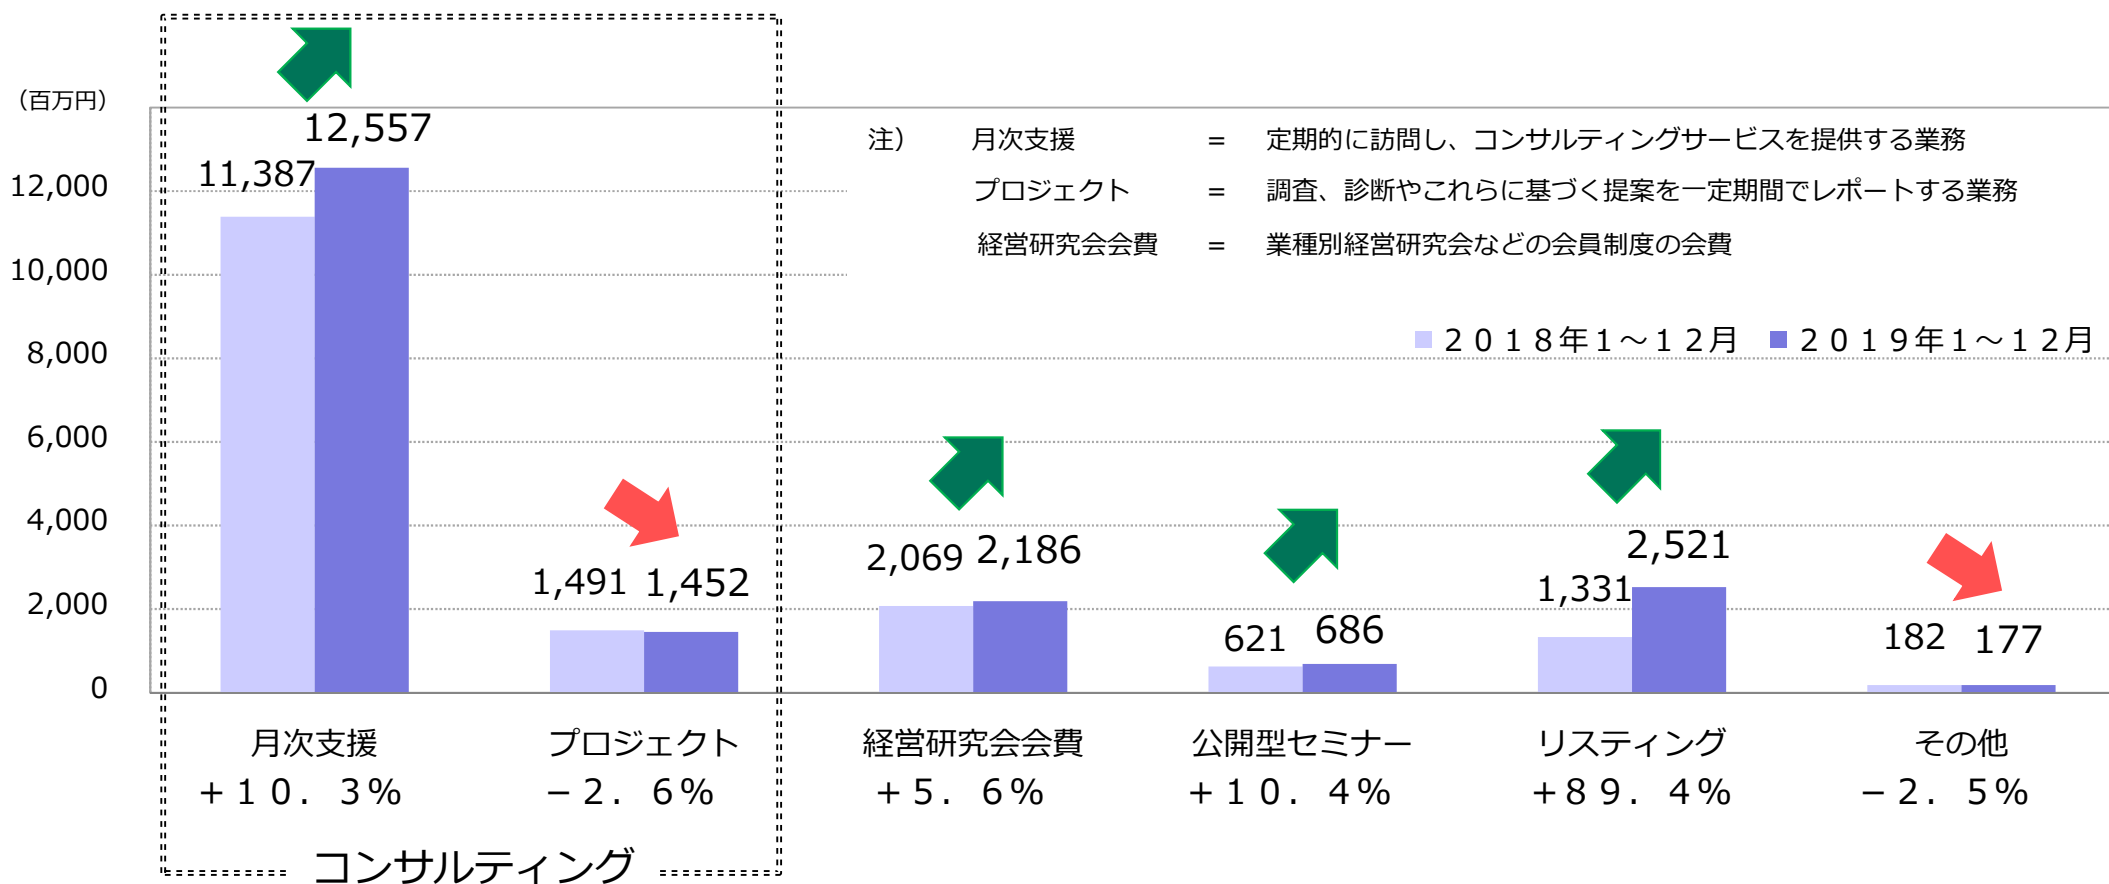 （百万円）
12,000
10,000
8,000
6,000
4,000
2,000
0
11,387
12,557
1,491
1,452
2,069
2,186
621
686
1,331
2,521
182
177
注）　月次支援　＝　定期的に訪問し、コンサルティングサービスを提供する業務
プロジェクト　＝　調査、診断やこれらに基づく提案を一定期間でレポートする業務
経営研究会会費　＝　業種別経営研究会などの会員制度の会費
２０１８年１～１２月　２０１９年１～１２月
月次支援　プロジェクト　経営研究会会費　公開型セミナー　リスティング　その他
＋１０．３％　－２．６％　＋５．６％　＋１０．４％　＋８９．４％　－２．５％
コンサルティング